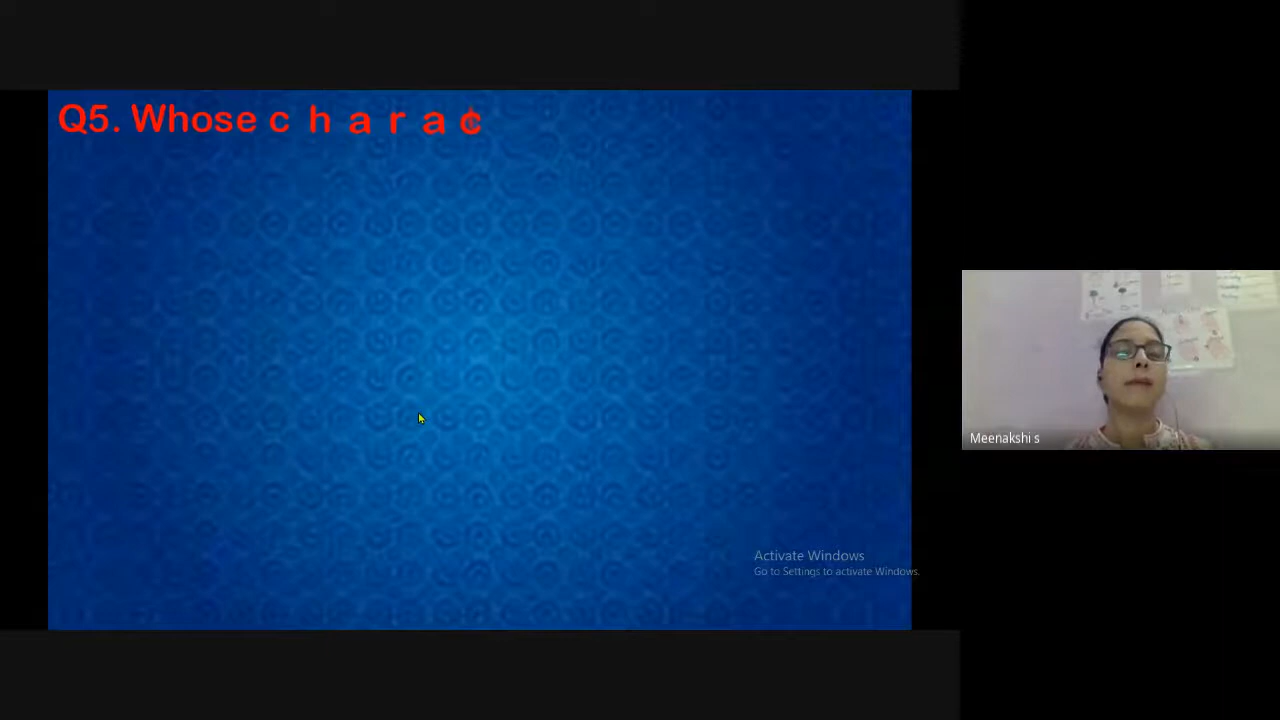 Q5. Whose c h a r a c
Activate Windows
Go to Settings to activate Windows.
Meenakshi s